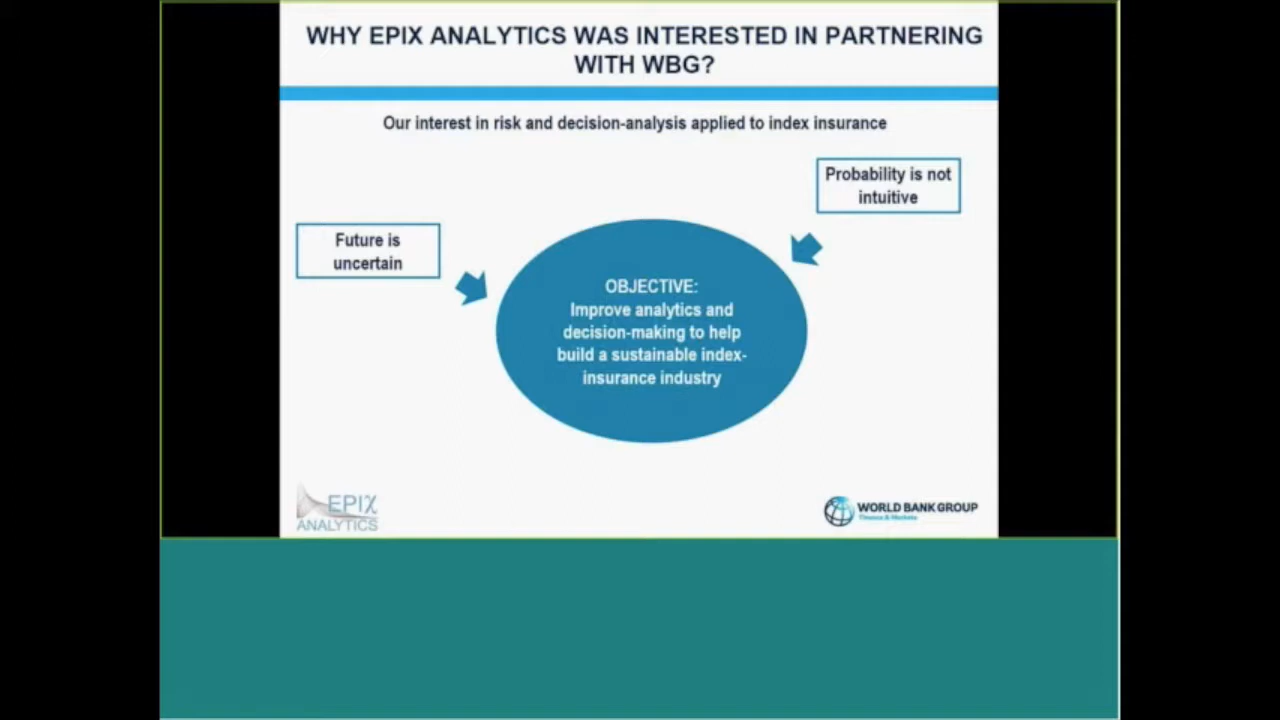 WHY EPIX ANALYTICS WAS INTERESTED IN PARTNERING
WITH WBG?
Our interest in risk and decision-analysis applied to index insurance
Probability is not
intuitive
Future is
uncertain
OBJECTIVE:
Improve analytics and
decision-making to help
build a sustainable index-
insurance industry
EPIX
ANALYTICS
WORLD BANK GROUP
Finance & Markets